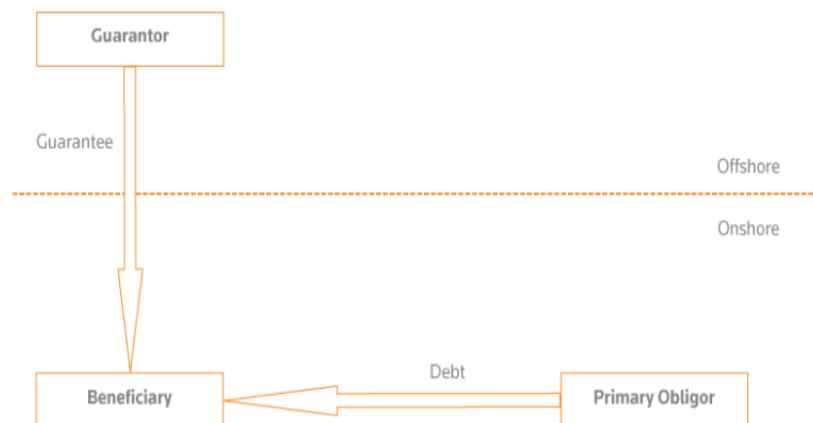 Guarantor
Guarantee
Offshore
Onshore
Debt
Beneficiary
Primary Obligor